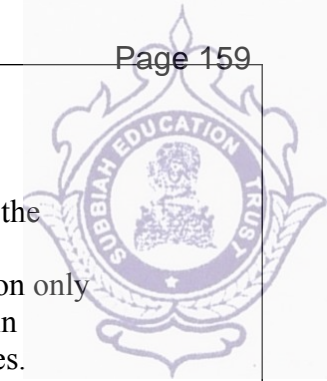 Page 159
SUBBIAH EDUCATION TRUST
the
on only
n
es.